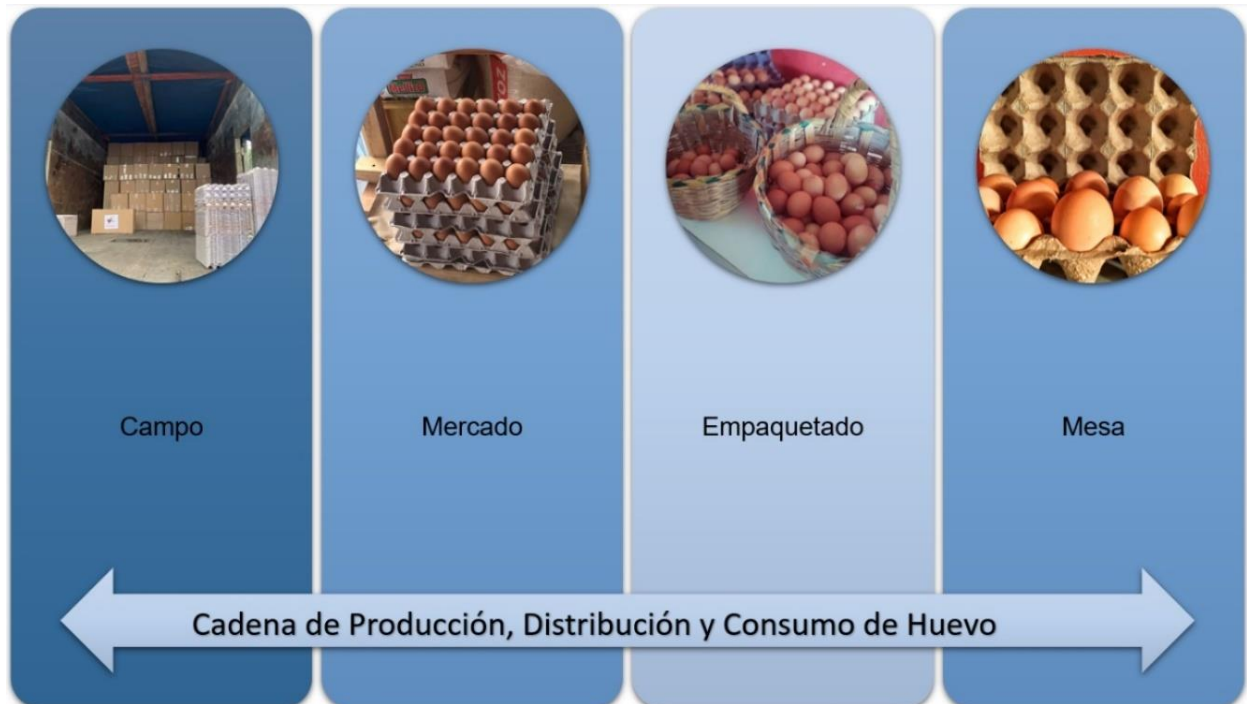 Campo
Mercado
Empaquetado
Mesa
Cadena de Producción, Distribución y Consumo de Huevo